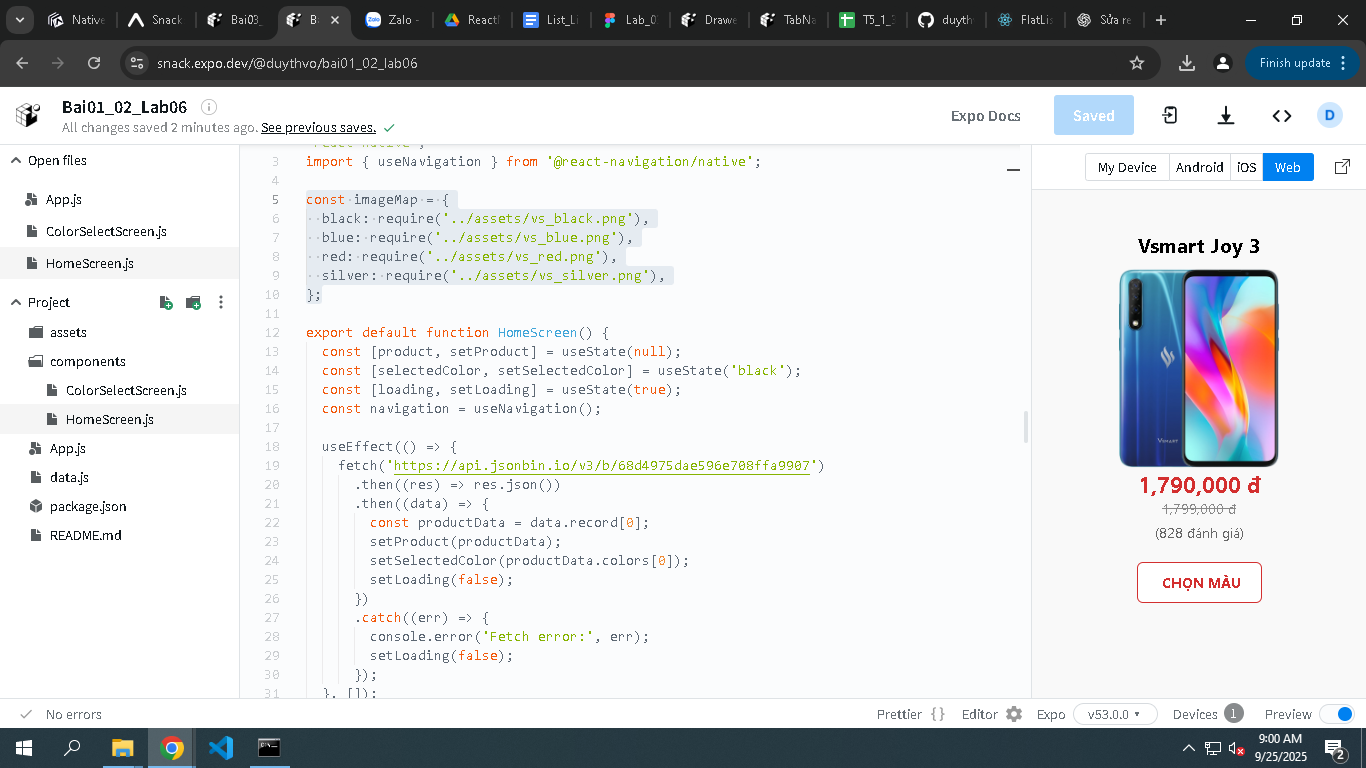 Native
Snack
Bai03_
B
Zalo -
React
List_Li
Lab_0
Drawe
TabNa
T5_1_
duyth
FlatLis
Sửa re
snack.expo.dev/@duythvo/bai01_02_lab06
Finish update
Bai01_02_Lab06
All changes saved 2 minutes ago. See previous saves.
Expo Docs
Saved
D
Open files
App.js
ColorSelectScreen.js
HomeScreen.js
Project
assets
components
ColorSelectScreen.js
HomeScreen.js
App.js
data.js
package.json
README.md
'react-native';
3 import { useNavigation } from '@react-navigation/native';
4
5 const imageMap = {
6 black: require('../assets/vs_black.png'),
7 blue: require('../assets/vs_blue.png'),
8 red: require('../assets/vs_red.png'),
9 silver: require('../assets/vs_silver.png'),
10 };
11
12 export default function HomeScreen() {
13 const [product, setProduct] = useState(null);
14 const [selectedColor, setSelectedColor] = useState('black');
15 const [loading, setLoading] = useState(true);
16 const navigation = useNavigation();
17
18 useEffect(() => {
19 fetch('https://api.jsonbin.io/v3/b/68d4975dae596e708ffa9907')
20 .then((res) => res.json())
21 .then((data) => {
22 const productData = data.record[0];
23 setProduct(productData);
24 setSelectedColor(productData.colors[0]);
25 setLoading(false);
26 })
27 .catch((err) => {
28 console.error('Fetch error:', err);
29 setLoading(false);
30 });
31 }, []);
My Device
Android
iOS
Web
Vsmart Joy 3
1,790,000 đ
1,799,000 đ
(828 đánh giá)
CHỌN MÀU
No errors
Prettier {}
Editor
Expo
v53.0.0
Devices 1
Preview
9:00 AM
9/25/2025
2